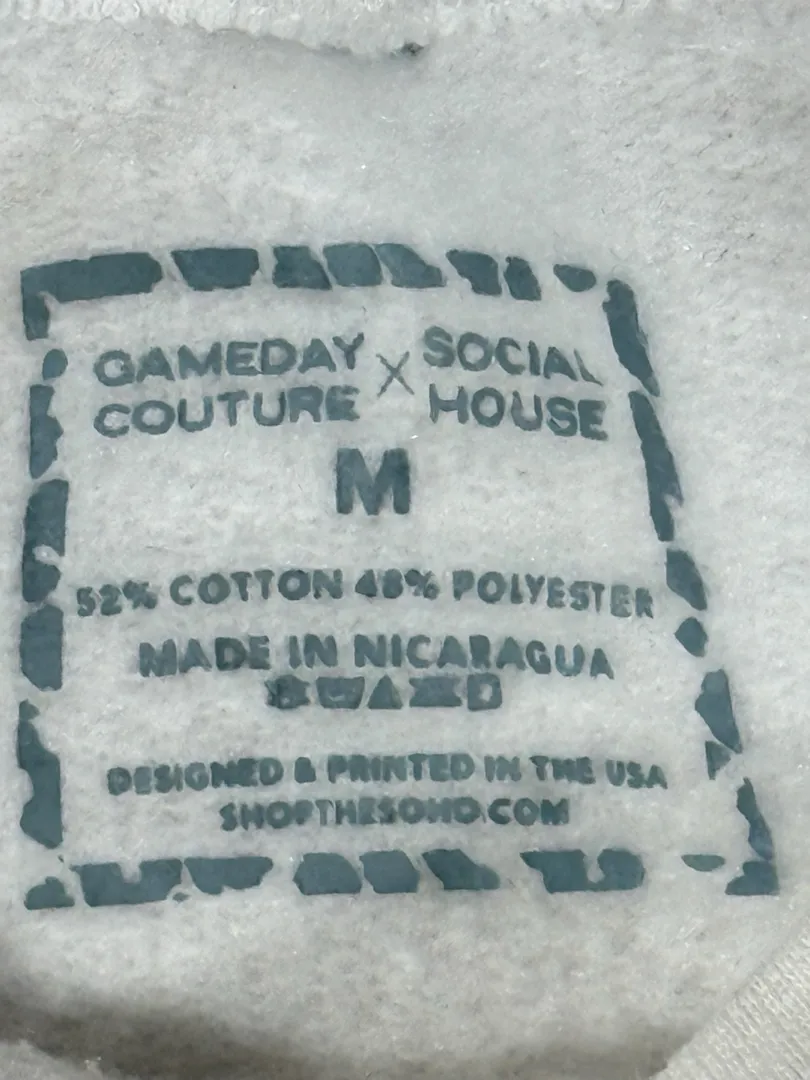 GAMEDAY X SOCIAL
COUTURE HOUSE
M
52% COTTON 48% POLYESTER
MADE IN NICARAGUA
DESIGNED & PRINTED IN THE USA
SHOPTHESOHO.COM